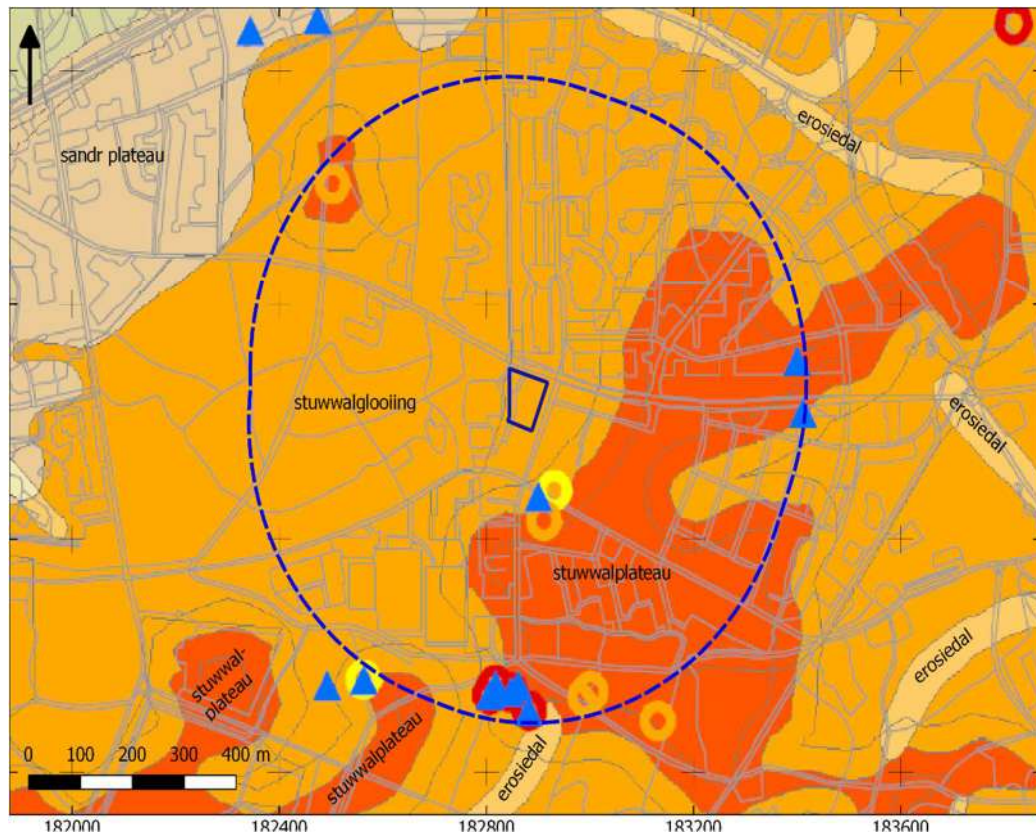 erosiedal
sandr plateau
stuwwalglooiing
erosiedal
stuwwalplateau
stuwwal-
plateau
erosiedal
stuwwalplateau
erosiedal
0 100 200 300 400 m
182000 182400 182800 183200 183600